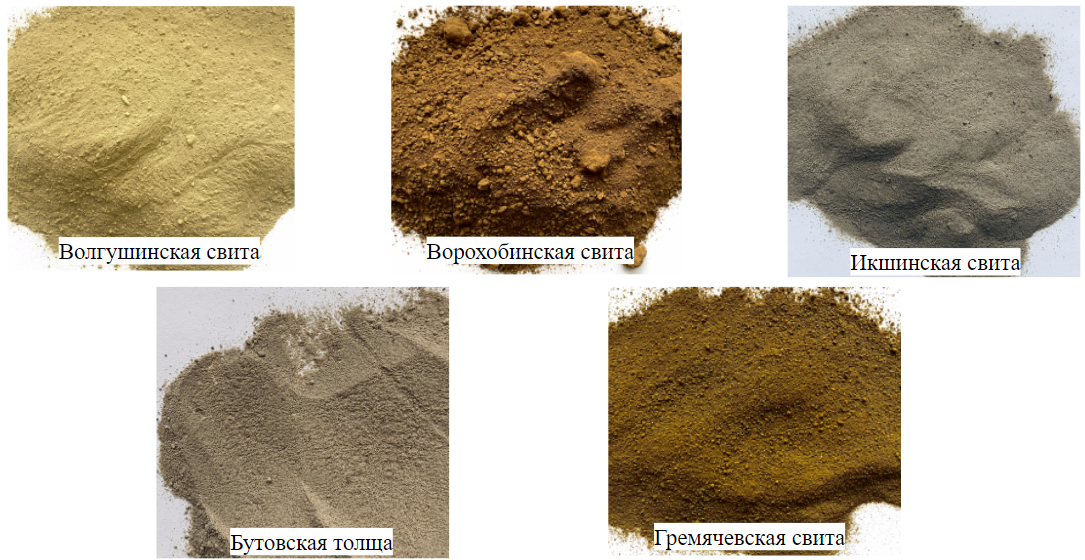 Волгушинская свита
Ворохобинская свита
Икшинская свита
Бутовская толща
Гремячевская свита